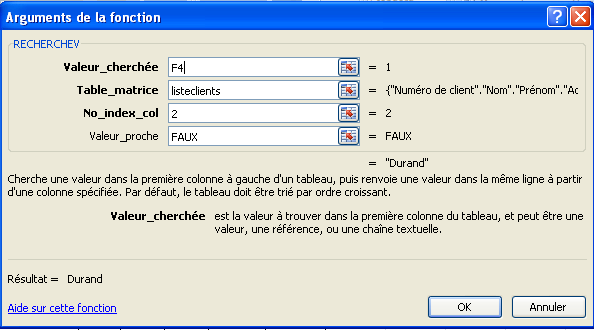 Arguments de la fonction
RECHERCHEV
Valeur_cherchée F4 = 1
Table_matrice listeclients = {"Numéro de client"."Nom"."Prénom"."Ac
No_index_col 2 = 2
Valeur_proche FAUX = FAUX
= "Durand"
Cherche une valeur dans la première colonne à gauche d'un tableau, puis renvoie une valeur dans la même ligne à partir
d'une colonne spécifiée. Par défaut, le tableau doit être trié par ordre croissant.
Valeur_cherchée est la valeur à trouver dans la première colonne du tableau, et peut être une
valeur, une référence, ou une chaîne textuelle.
Résultat = Durand
Aide sur cette fonction
OK Annuler